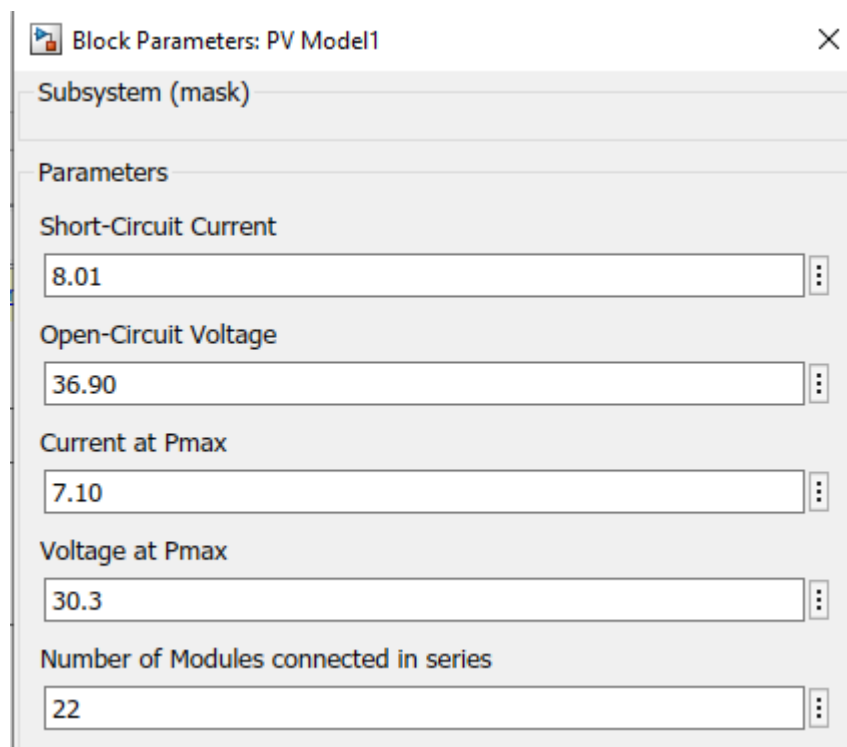 Block Parameters: PV Model1
Subsystem (mask)
Parameters
Short-Circuit Current
8.01
Open-Circuit Voltage
36.90
Current at Pmax
7.10
Voltage at Pmax
30.3
Number of Modules connected in series
22